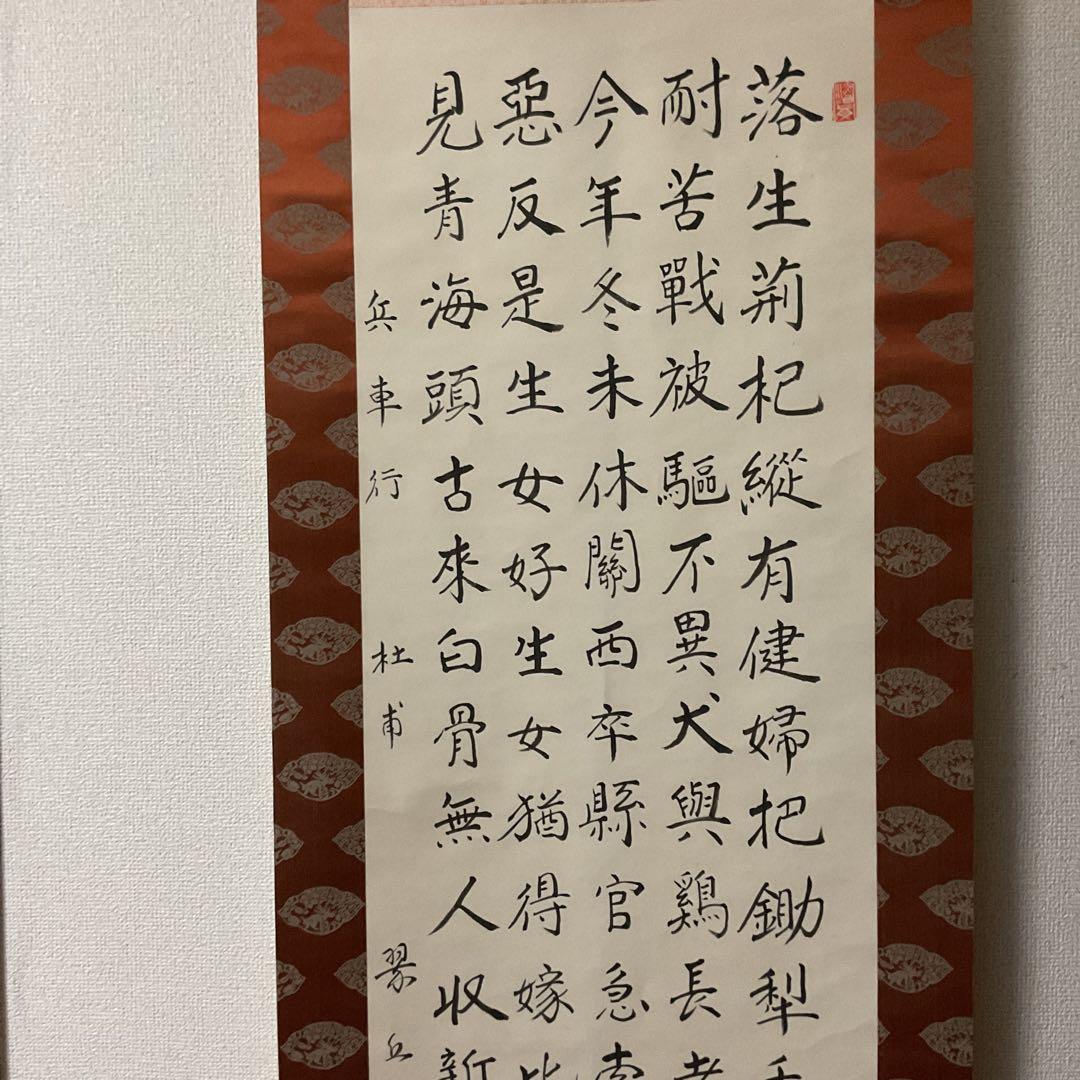 落生荊杞縱有健婦把鋤犁
耐苦戰被驅不異犬與鷄長
今年冬未休關西卒縣官急
惡反是生女好生女猶得嫁
見青海頭古來白骨無人收
兵車行 杜甫